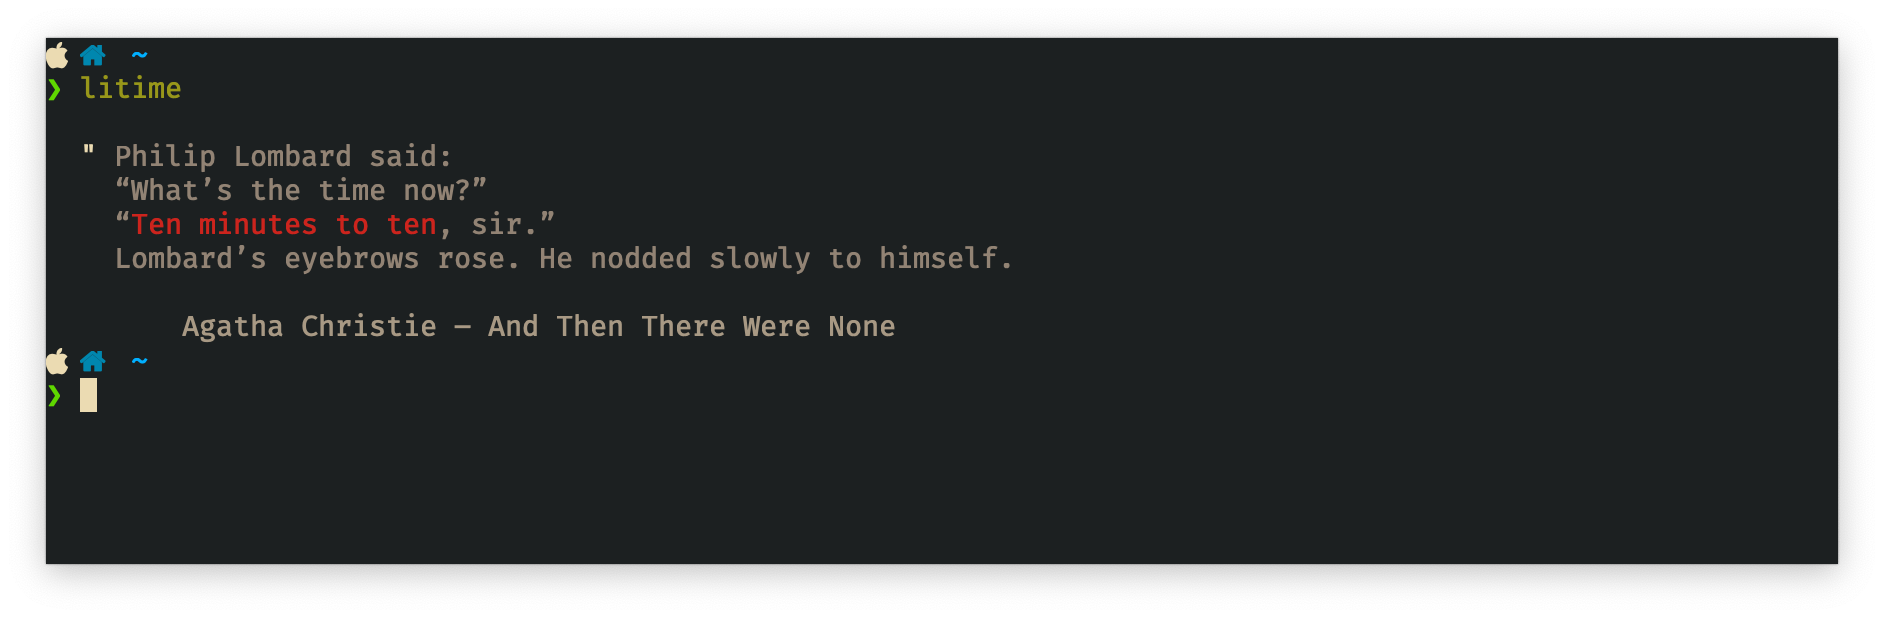 ~
❯ litime
" Philip Lombard said:
“What’s the time now?”
“Ten minutes to ten, sir.”
Lombard’s eyebrows rose. He nodded slowly to himself.
Agatha Christie — And Then There Were None
~
❯